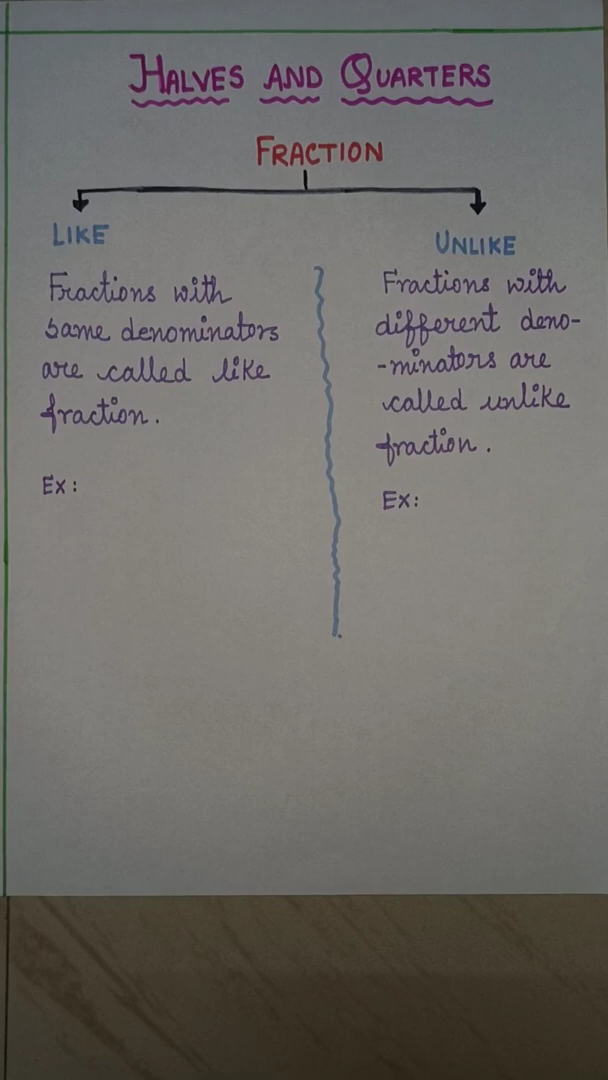 HALVES AND QUARTERS
FRACTION
LIKE
Fractions with
same denominators
are called like
fraction.
Ex:
UNLIKE
Fractions with
different deno-
-minators are
called unlike
fraction.
Ex: